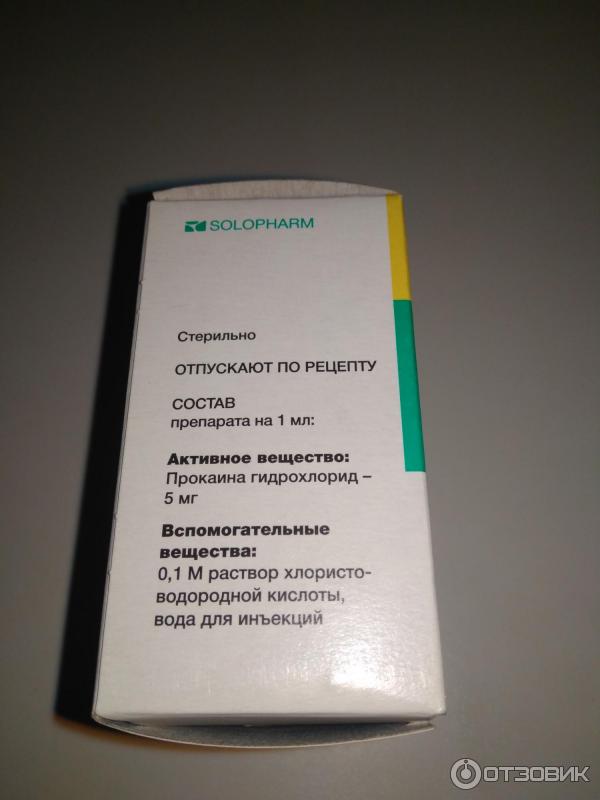 SOLOPHARM
Стерильно
ОТПУСКАЮТ ПО РЕЦЕПТУ
СОСТАВ
препарата на 1 мл:
Активное вещество:
Прокаина гидрохлорид –
5 мг
Вспомогательные
вещества:
0,1 М раствор хлористо-
водородной кислоты,
вода для инъекций
ОТЗОВИК